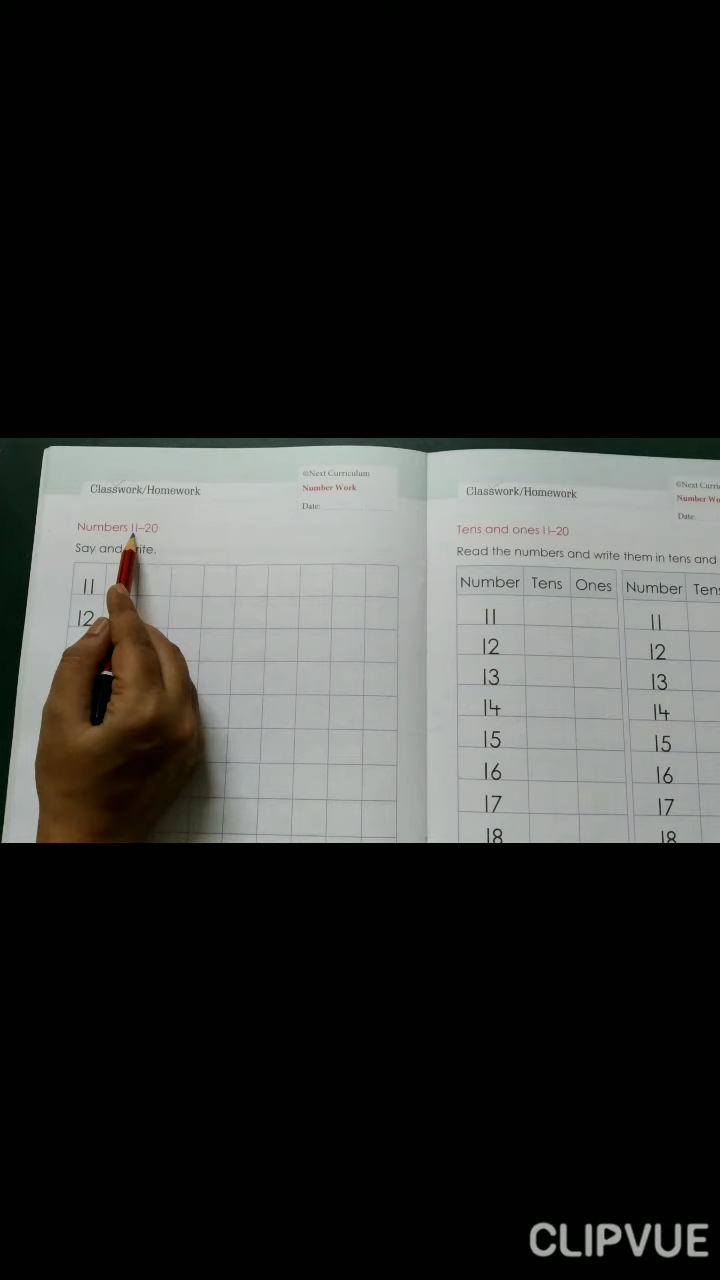 ©Next Curriculum
Classwork/Homework
Number Work
Date:
Numbers 11–20
Say and
11
12
Classwork/Homework
Tens and ones 11–20
Read the numbers and write them in tens and
Number Tens Ones Number
11 11
12 12
13 13
14 14
15 15
16 16
17 17
18 18
CLIPVUE